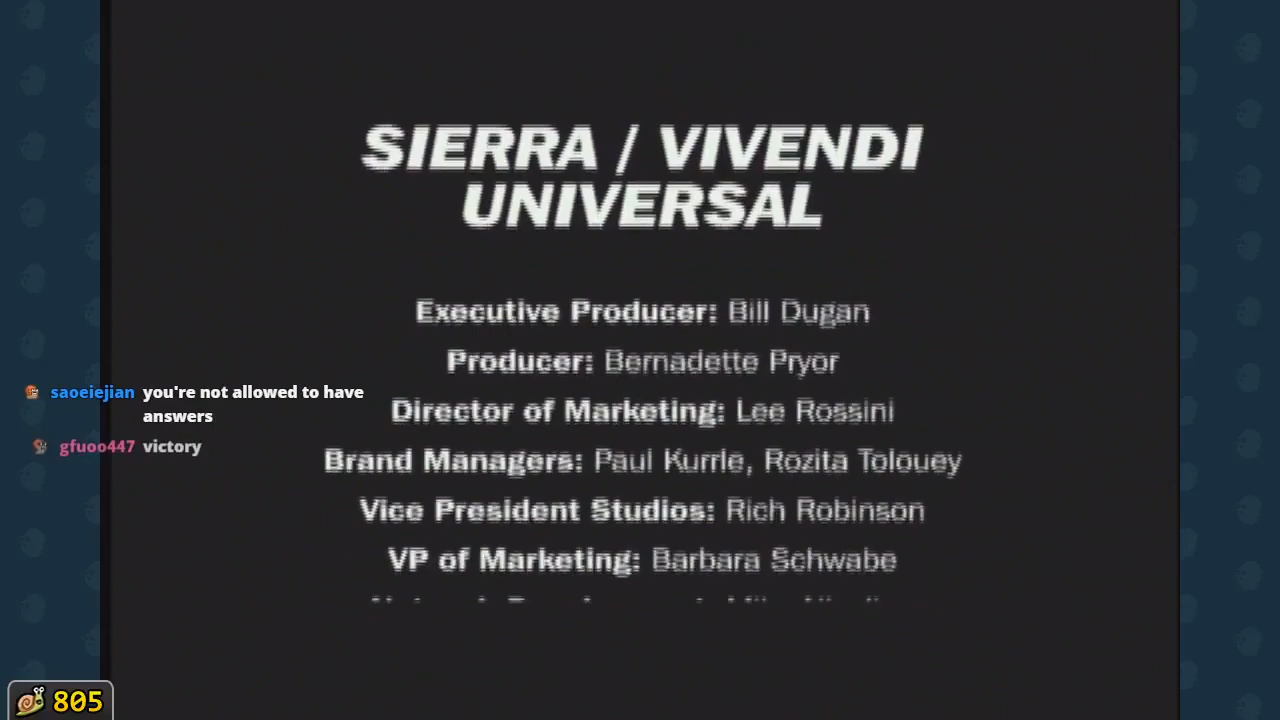 SIERRA / VIVENDI
UNIVERSAL
Executive Producer: Bill Dugan
Producer: Bernadette Pryor
Director of Marketing: Lee Rossini
Brand Managers: Paul Kurrle, Rozita Tolouey
Vice President Studios: Rich Robinson
VP of Marketing: Barbara Schwabe
saoeiejian you're not allowed to have
answers
gfuoo447 victory
805